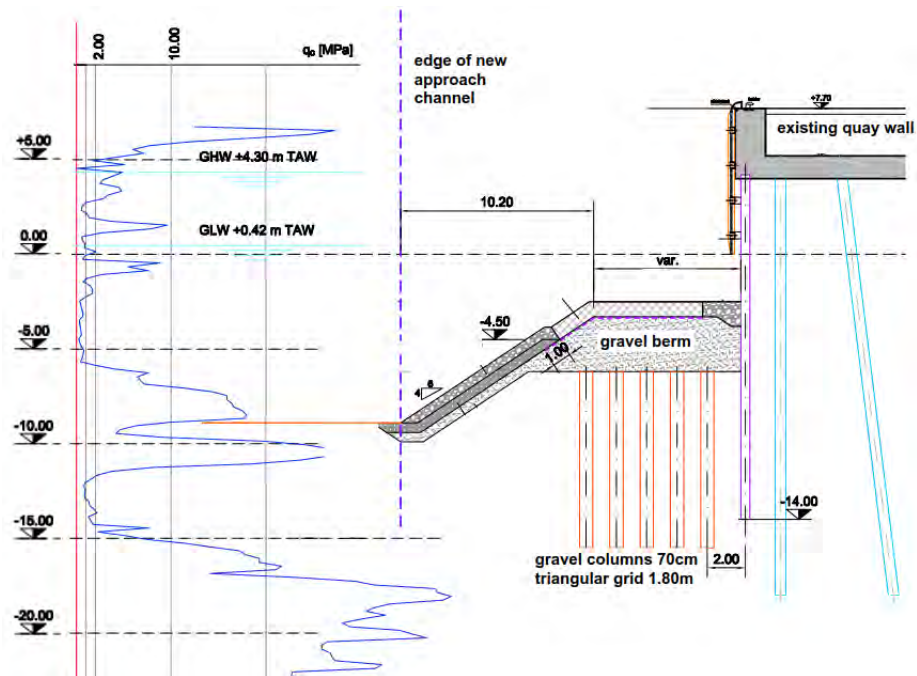 2.00
10.00
qc [MPa]
edge of new
approach
channel
+7.70
existing quay wall
+5.00
GHW +4.30 m TAW
10.20
GLW +0.42 m TAW
0.00
var.
-5.00
-4.50
gravel berm
1.00
6
4
-10.00
-14.00
-15.00
gravel columns 70cm
triangular grid 1.80m
2.00
-20.00